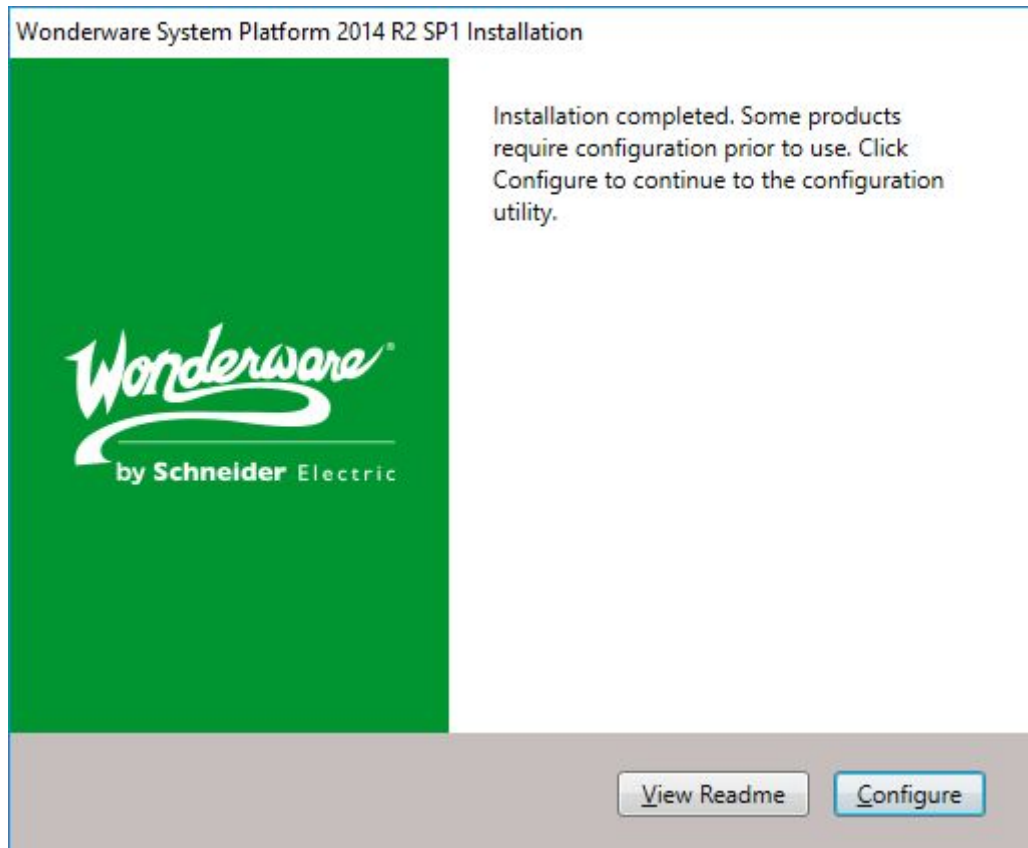 Wonderware System Platform 2014 R2 SP1 Installation
Installation completed. Some products
require configuration prior to use. Click
Configure to continue to the configuration
utility.
Wonderware®
by Schneider Electric
View Readme
Configure